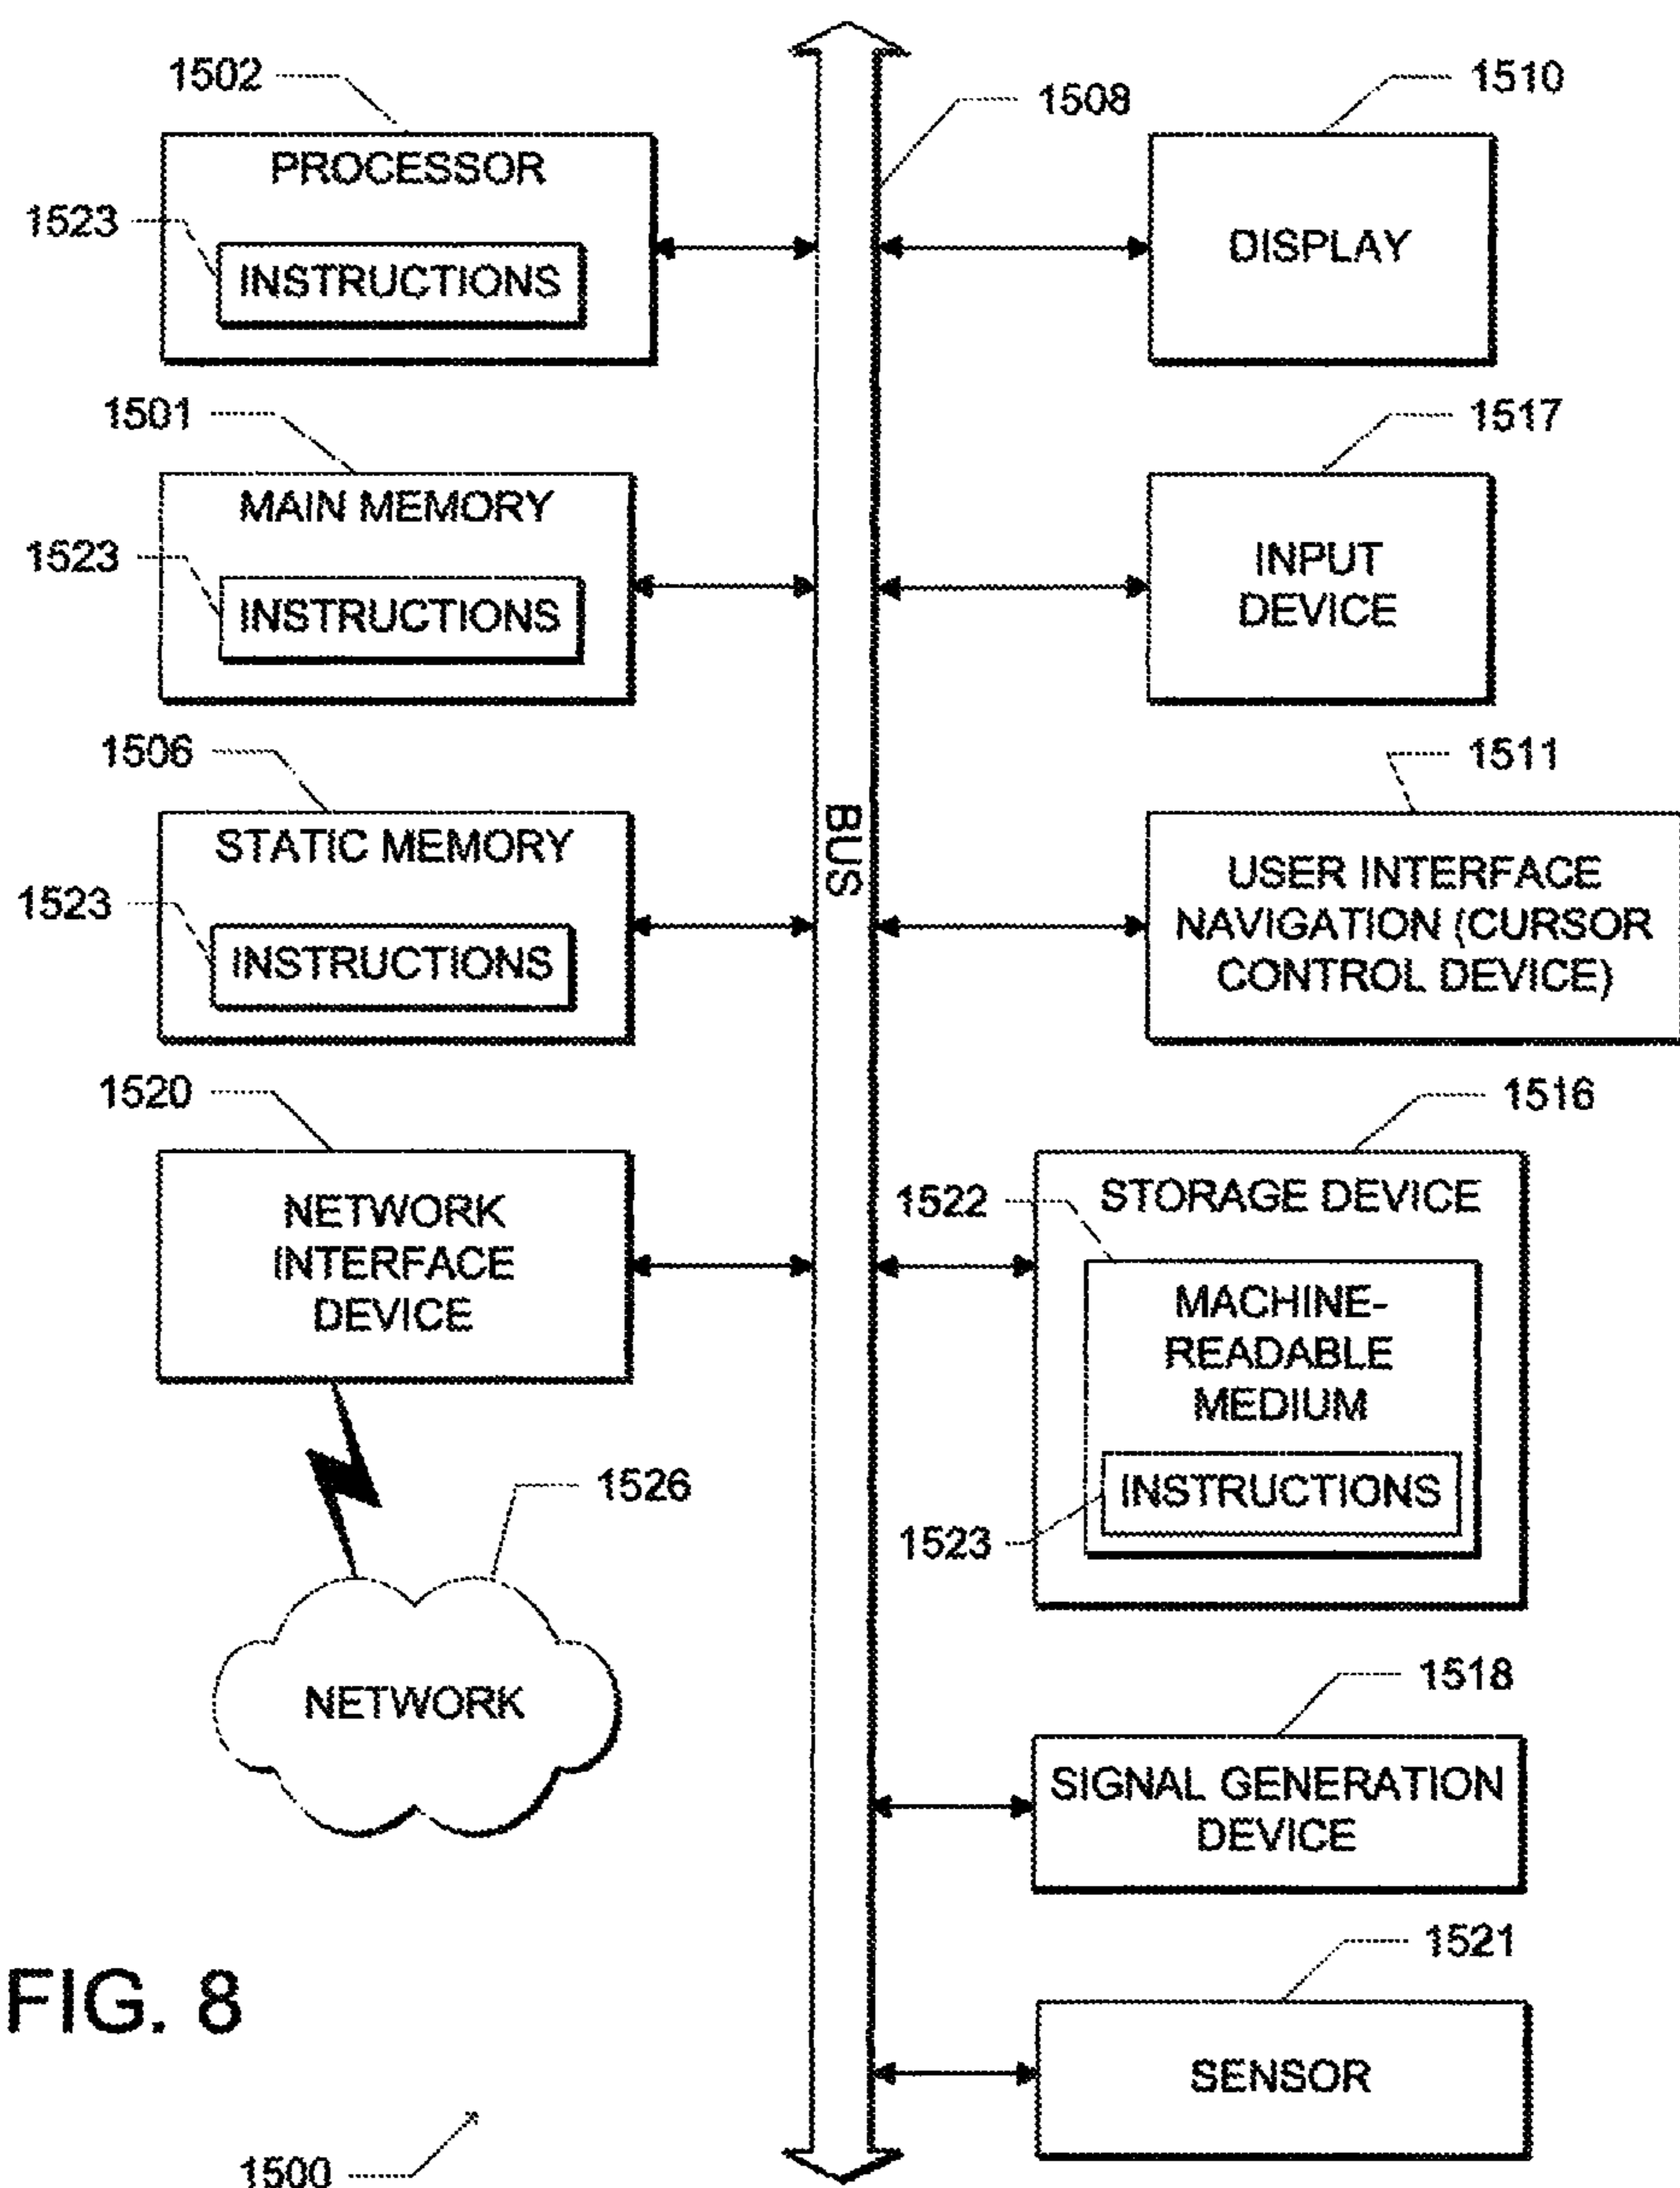 1502
PROCESSOR
1523
INSTRUCTIONS
1501
MAIN MEMORY
1523
INSTRUCTIONS
1506
STATIC MEMORY
1523
INSTRUCTIONS
1520
NETWORK
INTERFACE
DEVICE
1526
NETWORK
1508
BUS
1510
DISPLAY
1517
INPUT
DEVICE
1511
USER INTERFACE
NAVIGATION (CURSOR
CONTROL DEVICE)
1516
STORAGE DEVICE
1522
MACHINE-
READABLE
MEDIUM
INSTRUCTIONS
1523
1518
SIGNAL GENERATION
DEVICE
1521
SENSOR
FIG. 8
1500